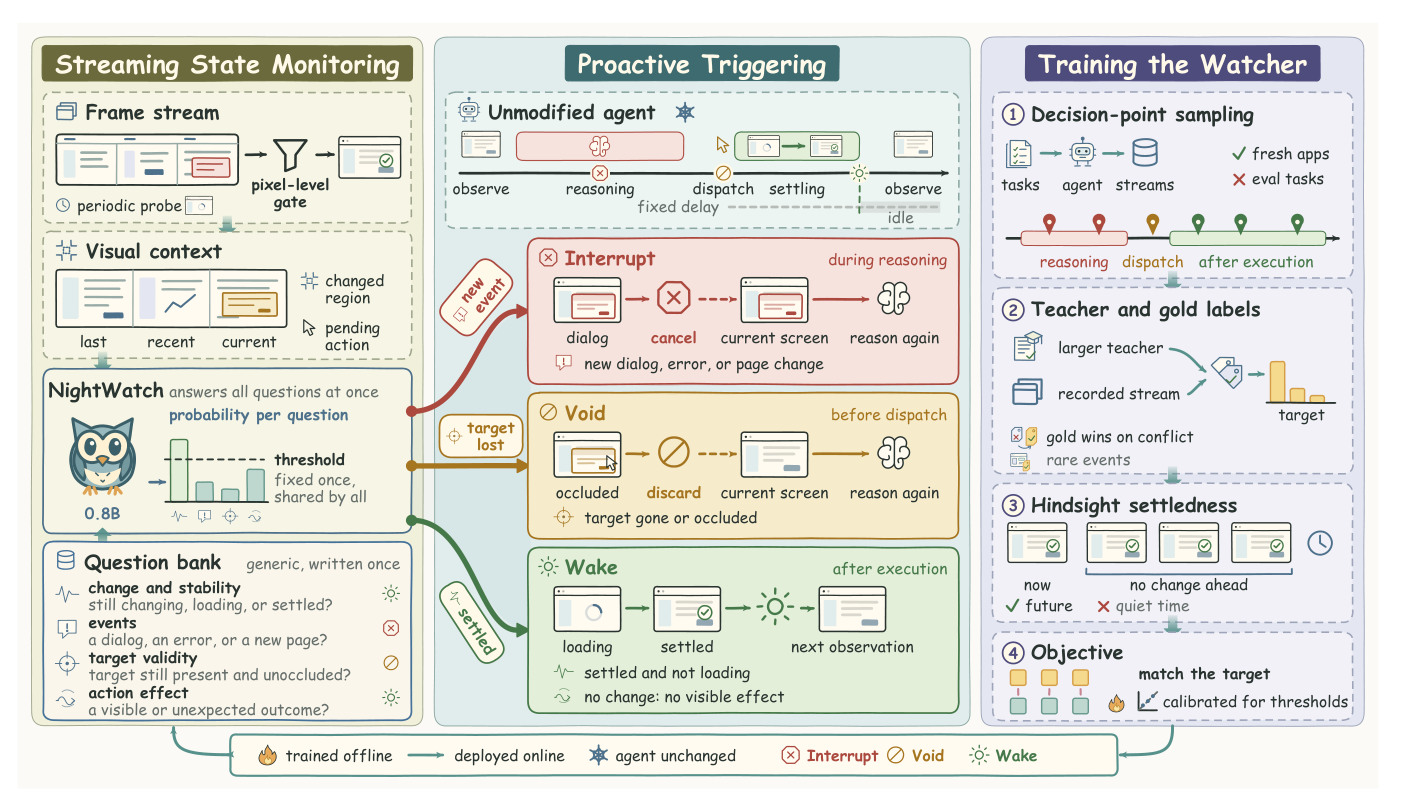 Streaming State Monitoring
Frame stream
pixel-level
gate
periodic probe
Visual context
last
recent
current
changed
region
pending
action
NightWatch answers all questions at once
probability per question
threshold
fixed once,
shared by all
0.8B
Question bank
generic, written once
change and stability
still changing, loading, or settled?
events
a dialog, an error, or a new page?
target validity
target still present and unoccluded?
action effect
a visible or unexpected outcome?
Proactive Triggering
Unmodified agent
observe
reasoning
dispatch
settling
observe
fixed delay
idle
new
event
target
lost
settled
Interrupt
during reasoning
dialog
cancel
current screen
reason again
new dialog, error, or page change
Void
before dispatch
occluded
discard
current screen
reason again
target gone or occluded
Wake
after execution
loading
settled
next observation
settled and not loading
no change: no visible effect
Training the Watcher
1 Decision-point sampling
tasks
agent
streams
fresh apps
eval tasks
reasoning
dispatch
after execution
2 Teacher and gold labels
larger teacher
recorded stream
target
gold wins on conflict
rare events
3 Hindsight settledness
now
no change ahead
future
quiet time
4 Objective
match the target
calibrated for thresholds
trained offline
deployed online
agent unchanged
Interrupt
Void
Wake